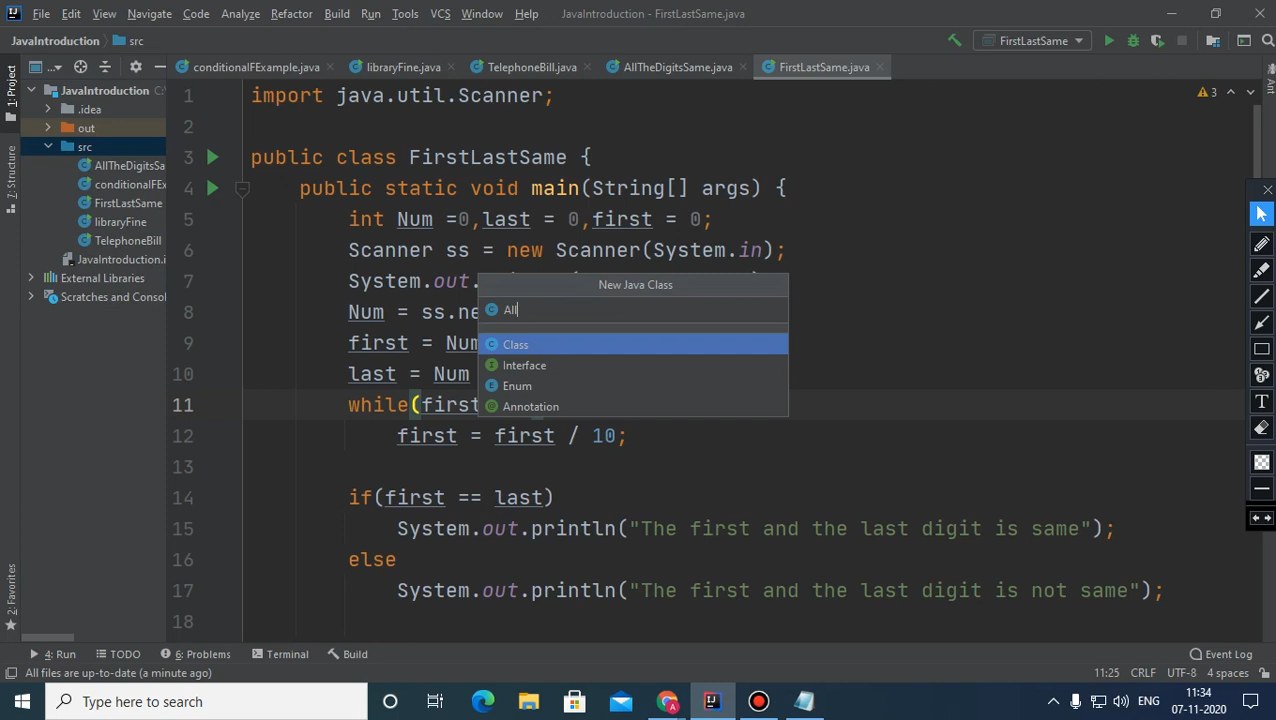 File Edit View Navigate Code Analyze Refactor Build Run Tools VCS Window Help JavaIntroduction - FirstLastSame.java
JavaIntroduction src FirstLastSame
... conditionalFExample.java libraryFine.java TelephoneBill.java AllTheDigitsSame.java FirstLastSame.java
1: Project
7: Structure
2: Favorites
Ant
JavaIntroduction C:\
.idea
out
src
AllTheDigitsSa
conditionalFEx
FirstLastSame
libraryFine
TelephoneBill
JavaIntroduction.i
External Libraries
Scratches and Consol
3
1 import java.util.Scanner;
2
3 public class FirstLastSame {
4 public static void main(String[] args) {
5 int Num =0,last = 0,first = 0;
6 Scanner ss = new Scanner(System.in);
7 System.out.
8 Num = ss.ne
9 first = Num
10 last = Num
11 while(first
12 first = first / 10;
13
14 if(first == last)
15 System.out.println("The first and the last digit is same");
16 else
17 System.out.println("The first and the last digit is not same");
18
New Java Class
All
Class
Interface
Enum
Annotation
T
4: Run TODO 6: Problems Terminal Build Event Log
All files are up-to-date (a minute ago) 11:25 CRLF UTF-8 4 spaces
Type here to search ENG 11:34
07-11-2020